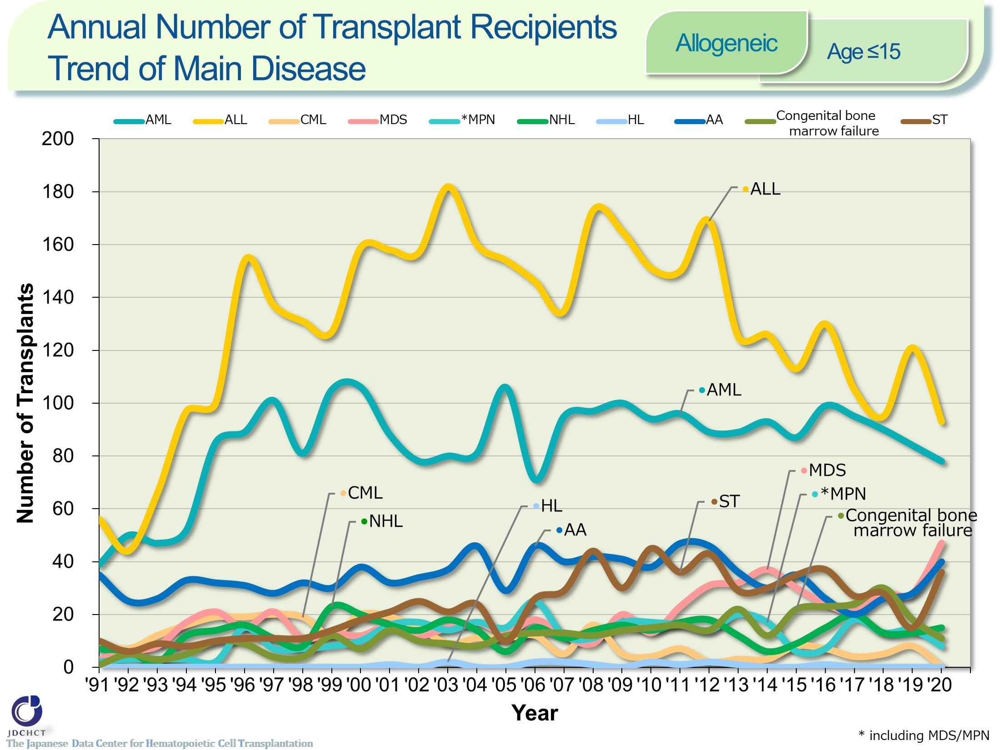 Annual Number of Transplant Recipients
Trend of Main Disease
Allogeneic
Age ≤15
AML ALL CML MDS *MPN NHL HL AA Congenital bone marrow failure ST
200
180
160
140
120
100
80
60
40
20
0
Number of Transplants
ALL
AML
MDS
CML
*MPN
ST
HL
NHL
Congenital bone
marrow failure
AA
'91 '92 '93 '94 '95 '96 '97 '98 '99 '00 '01 '02 '03 '04 '05 '06 '07 '08 '09 '10 '11 '12 '13 '14 '15 '16 '17 '18 '19 '20
Year
JDCHCT
The Japanese Data Center for Hematopoietic Cell Transplantation
* including MDS/MPN